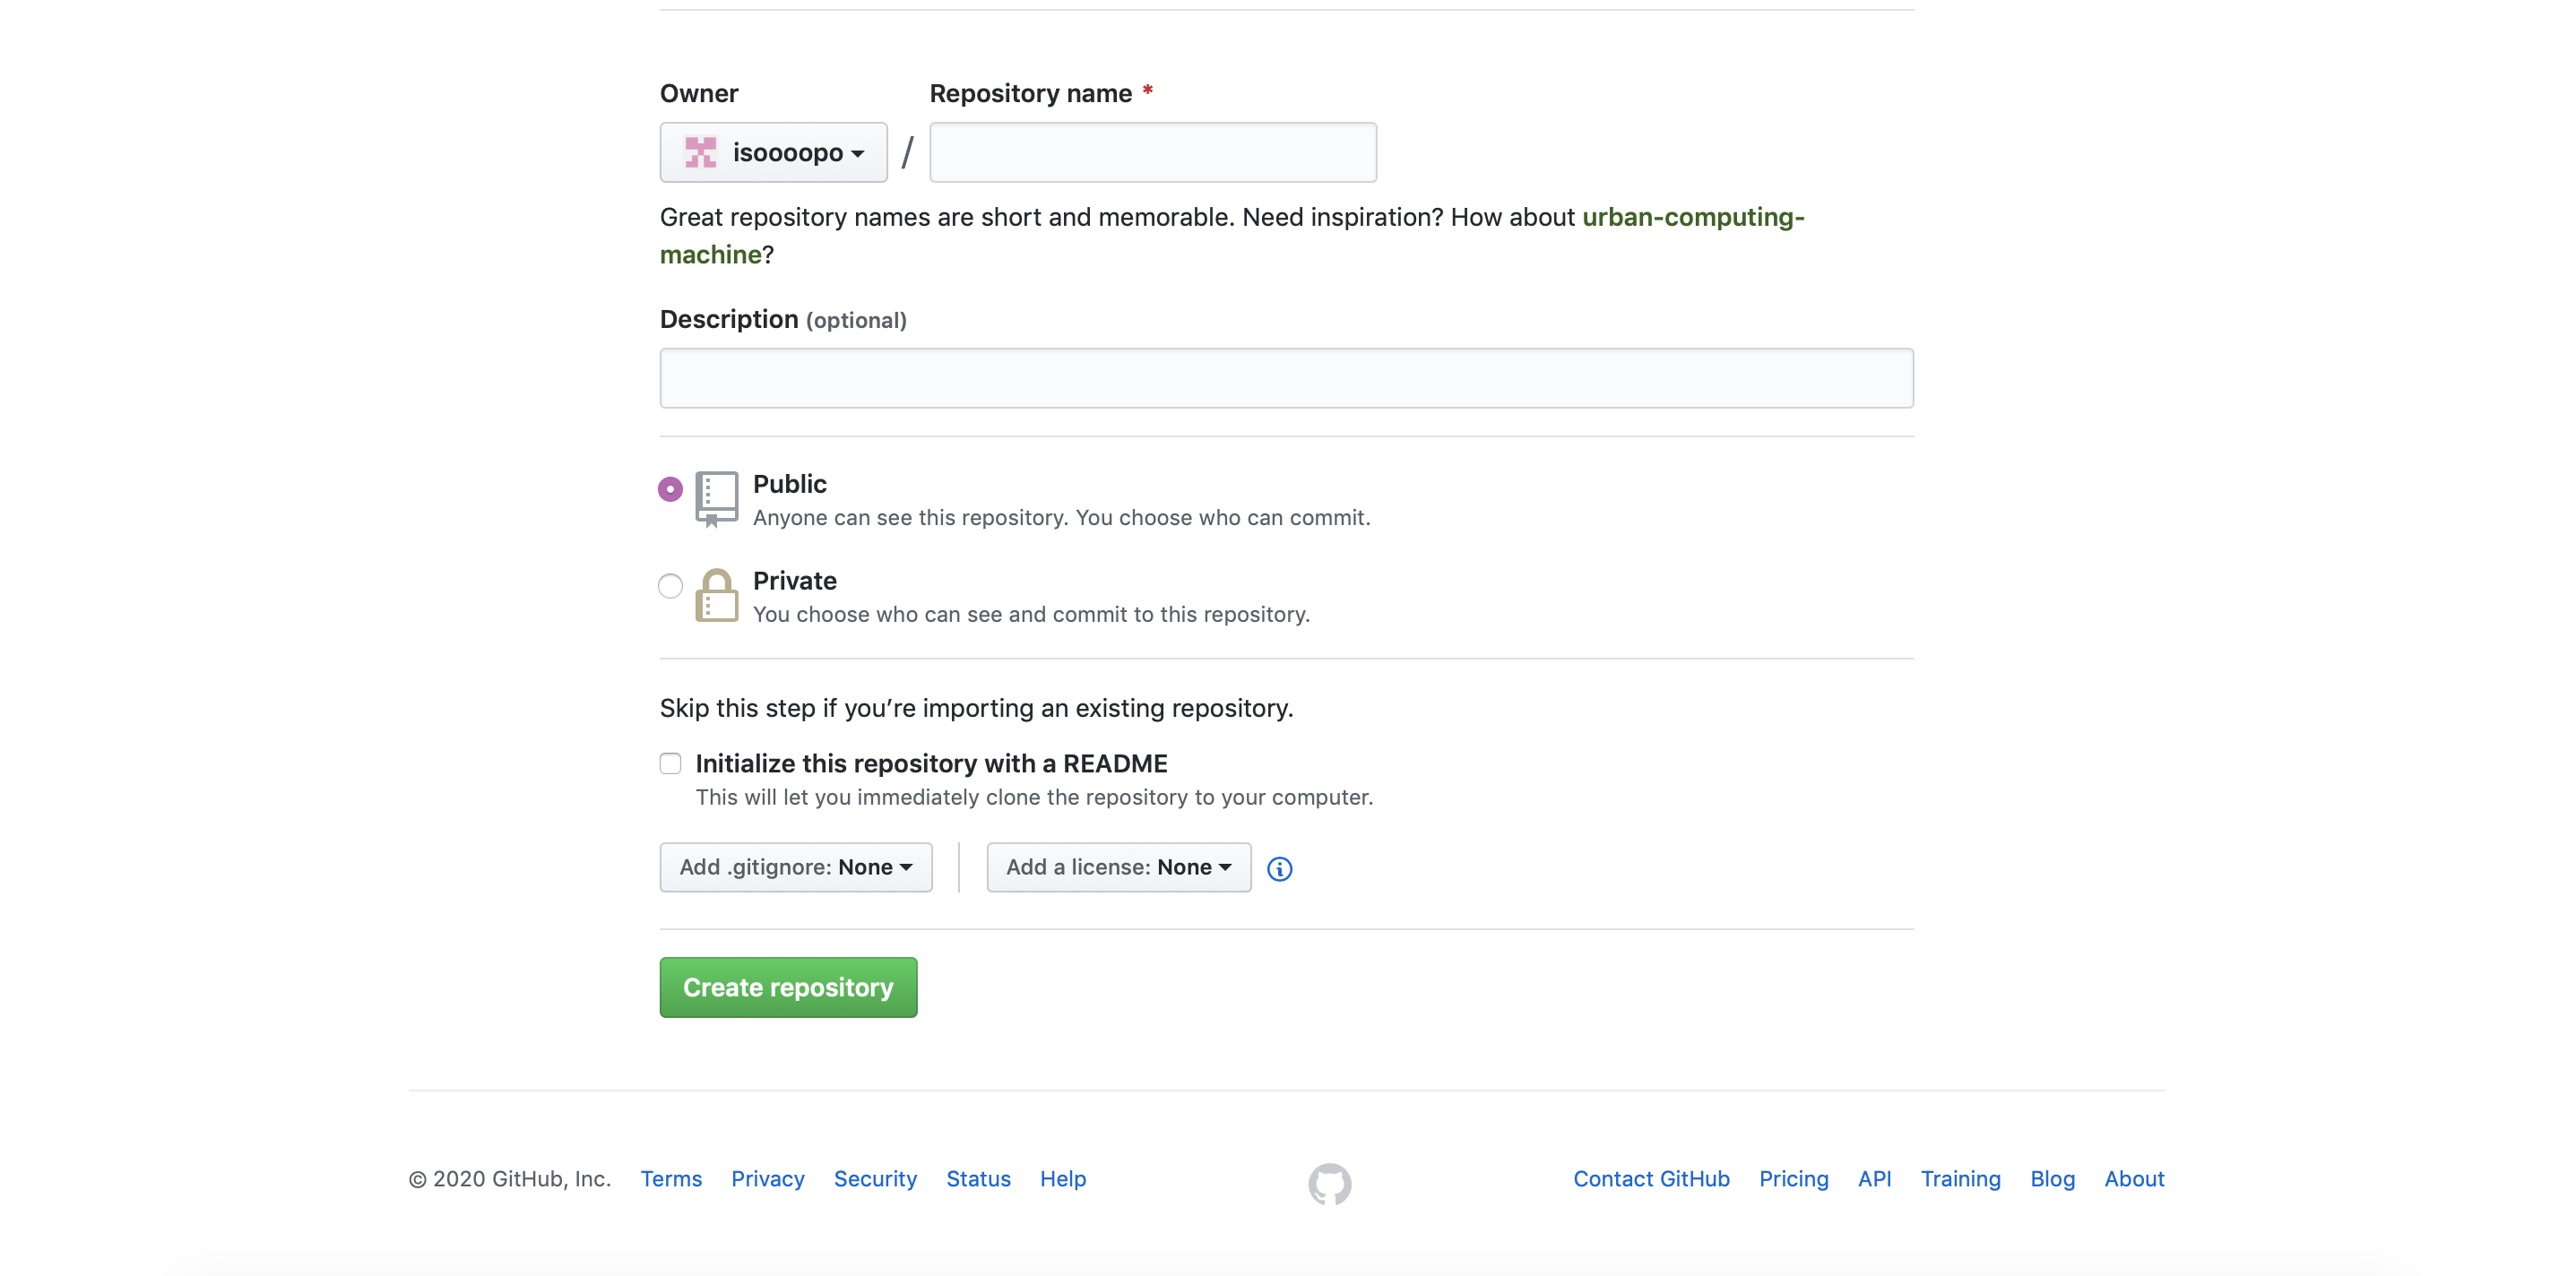 Owner
Repository name *
isoooopo
/
Great repository names are short and memorable. Need inspiration? How about urban-computing-
machine?
Description (optional)
Public
Anyone can see this repository. You choose who can commit.
Private
You choose who can see and commit to this repository.
Skip this step if you’re importing an existing repository.
Initialize this repository with a README
This will let you immediately clone the repository to your computer.
Add .gitignore: None
Add a license: None
Create repository
© 2020 GitHub, Inc. Terms Privacy Security Status Help
Contact GitHub Pricing API Training Blog About